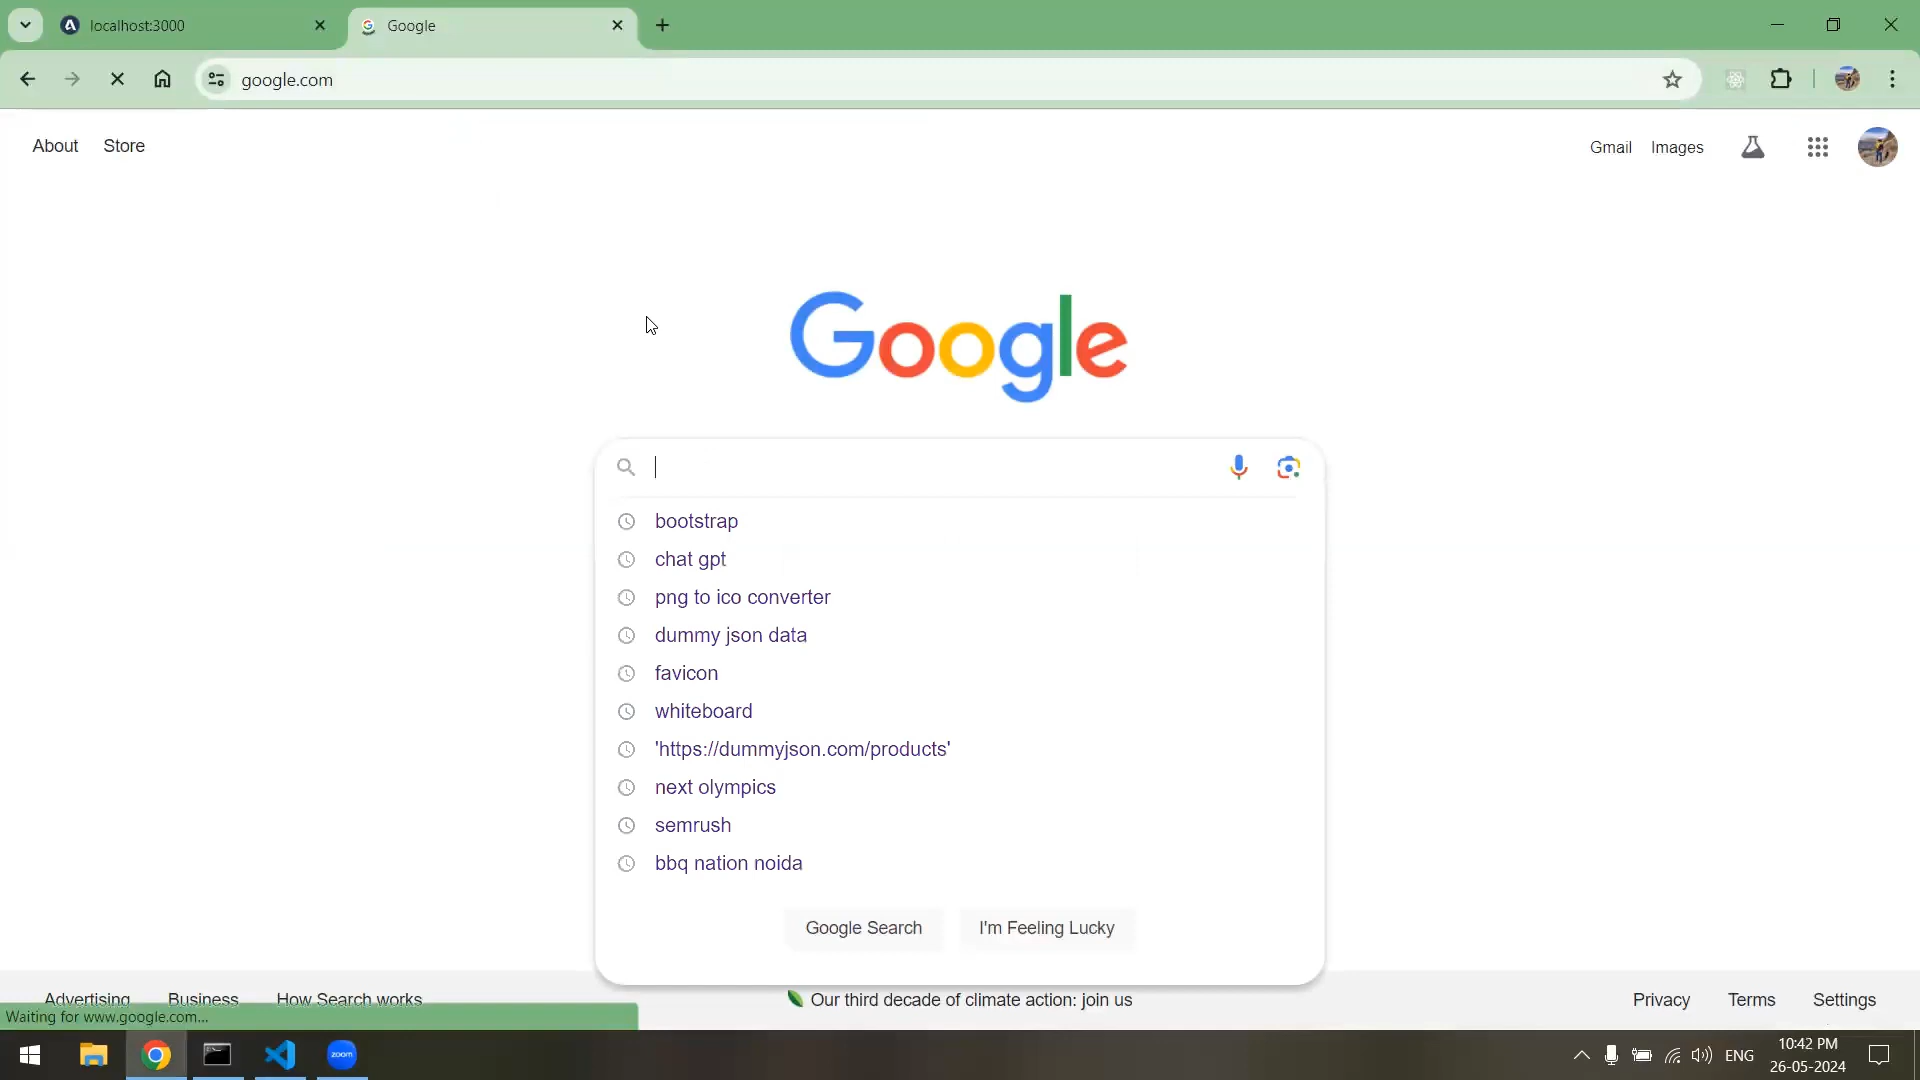 localhost:3000
Google
google.com
About Store
Gmail Images
Google
bootstrap
chat gpt
png to ico converter
dummy json data
favicon
whiteboard
'https://dummyjson.com/products'
next olympics
semrush
bbq nation noida
Google Search I'm Feeling Lucky
Advertising Business How Search works Our third decade of climate action: join us Privacy Terms Settings
Waiting for www.google.com...
zoom
ENG
10:42 PM
26-05-2024